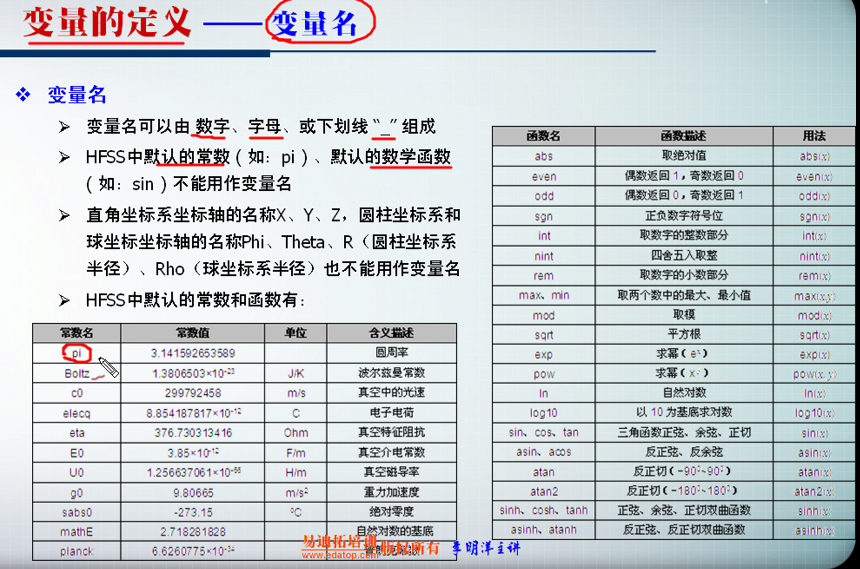 变量的定义 —— 变量名
❖ 变量名
➢ 变量名可以由 数字、字母、或下划线 “_” 组成
➢ HFSS中默认的常数（如：pi）、默认的数学函数
（如：sin）不能用作变量名
➢ 直角坐标系坐标轴的名称X、Y、Z，圆柱坐标系和
球坐标坐标轴的名称Phi、Theta、R（圆柱坐标系
半径）、Rho（球坐标系半径）也不能用作变量名
➢ HFSS中默认的常数和函数有：
常数名 常数值 单位 含义描述
pi 3.141592653589 圆周率
Boltz 1.3806503×10⁻²³ J/K 波尔兹曼常数
c0 299792458 m/s 真空中的光速
elecq 8.854187817×10⁻¹² C 电子电荷
eta 376.730313416 Ohm 真空特征阻抗
E0 3.85×10⁻¹² F/m 真空介电常数
U0 1.256637061×10⁻⁶⁶ H/m 真空磁导率
g0 9.80665 m/s² 重力加速度
sabs0 -273.15 ℃ 绝对零度
mathE 2.718281828 自然对数的基底
planck 6.6260775×10⁻³⁴
函数名 函数描述 用法
abs 取绝对值 abs(x)
even 偶数返回 1，奇数返回 0 even(x)
odd 偶数返回 0，奇数返回 1 odd(x)
sgn 正负数字符号位 sgn(x)
int 取数字的整数部分 int(x)
nint 四舍五入取整 nint(x)
rem 取数字的小数部分 rem(x)
max、min 取两个数中的最大、最小值 max(x,y)
mod 取模 mod(x)
sqrt 平方根 sqrt(x)
exp 求幂（eˣ） exp(x)
pow 求幂（xʸ） pow(x,y)
ln 自然对数 ln(x)
log10 以 10 为基底求对数 log10(x)
sin、cos、tan 三角函数正弦、余弦、正切 sin(x)
asin、acos 反正弦、反余弦 asin(x)
atan 反正切（-90°~90°） atan(x)
atan2 反正切（-180°~180°） atan2(x)
sinh、cosh、tanh 正弦、余弦、正切双曲函数 sinh(x)
asinh、atanh 反正弦、反正切双曲函数 asinh(x)
易迪拓培训 版权所有 李明洋主讲
www.edatop.com